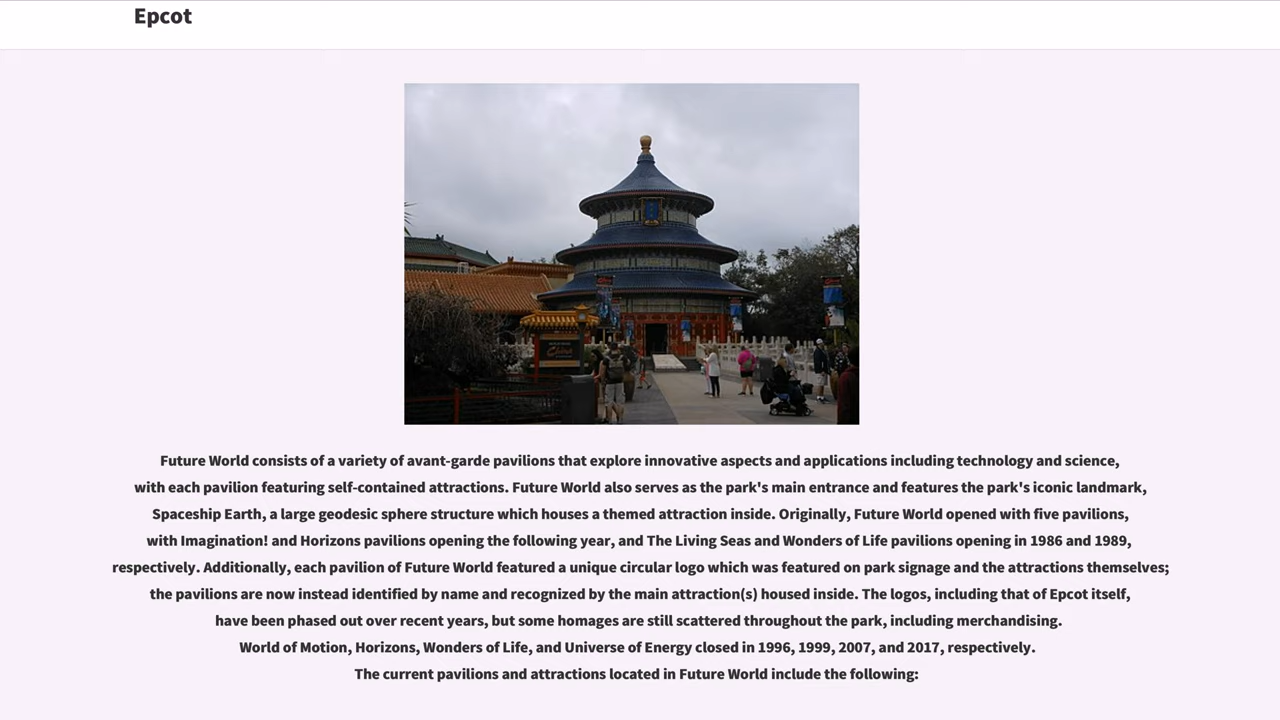 Epcot
China
Future World consists of a variety of avant-garde pavilions that explore innovative aspects and applications including technology and science,
with each pavilion featuring self-contained attractions. Future World also serves as the park's main entrance and features the park's iconic landmark,
Spaceship Earth, a large geodesic sphere structure which houses a themed attraction inside. Originally, Future World opened with five pavilions,
with Imagination! and Horizons pavilions opening the following year, and The Living Seas and Wonders of Life pavilions opening in 1986 and 1989,
respectively. Additionally, each pavilion of Future World featured a unique circular logo which was featured on park signage and the attractions themselves;
the pavilions are now instead identified by name and recognized by the main attraction(s) housed inside. The logos, including that of Epcot itself,
have been phased out over recent years, but some homages are still scattered throughout the park, including merchandising.
World of Motion, Horizons, Wonders of Life, and Universe of Energy closed in 1996, 1999, 2007, and 2017, respectively.
The current pavilions and attractions located in Future World include the following: